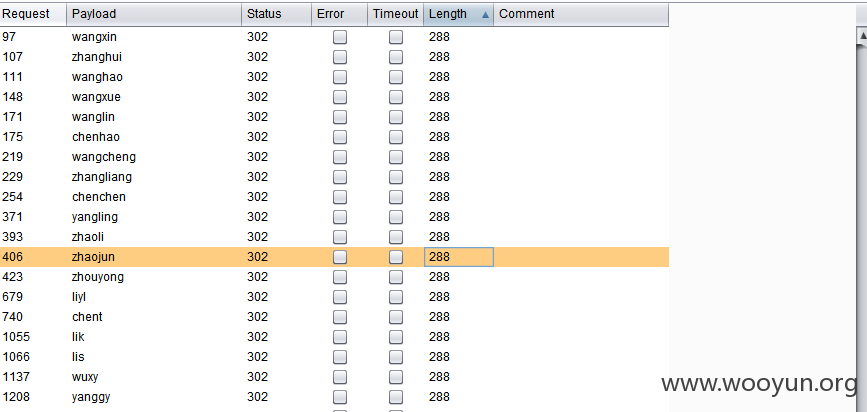 Request Payload Status Error Timeout Length Comment
97 wangxin 302 288
107 zhanghui 302 288
111 wanghao 302 288
148 wangxue 302 288
171 wanglin 302 288
175 chenhao 302 288
219 wangcheng 302 288
229 zhangliang 302 288
254 chenchen 302 288
371 yangling 302 288
393 zhaoli 302 288
406 zhaojun 302 288
423 zhouyong 302 288
679 liyl 302 288
740 chent 302 288
1055 lik 302 288
1066 lis 302 288
1137 wuxy 302 288
1208 yanggy 302 288
www.wooyun.org